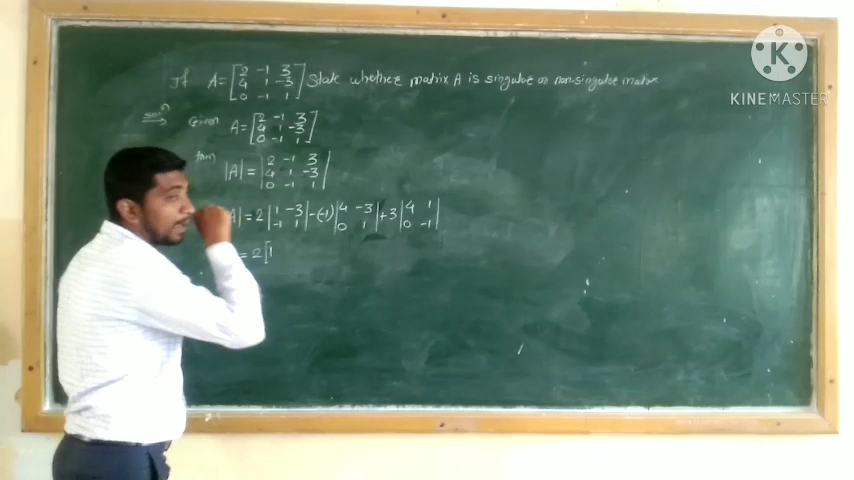 If A = [2 -1 3 State whether matrix A is singular or non-singular matrix
4 1 -3
0 -1 1]
Given A = [2 -1 3
4 1 -3
0 -1 1]
|A| = |2 -1 3
4 1 -3
0 -1 1|
A| = 2 |1 -3 -(-1) |4 -3 +3 |4 1
-1 1| 0 1| 0 -1|
= 2 [1
K
KINEMASTER